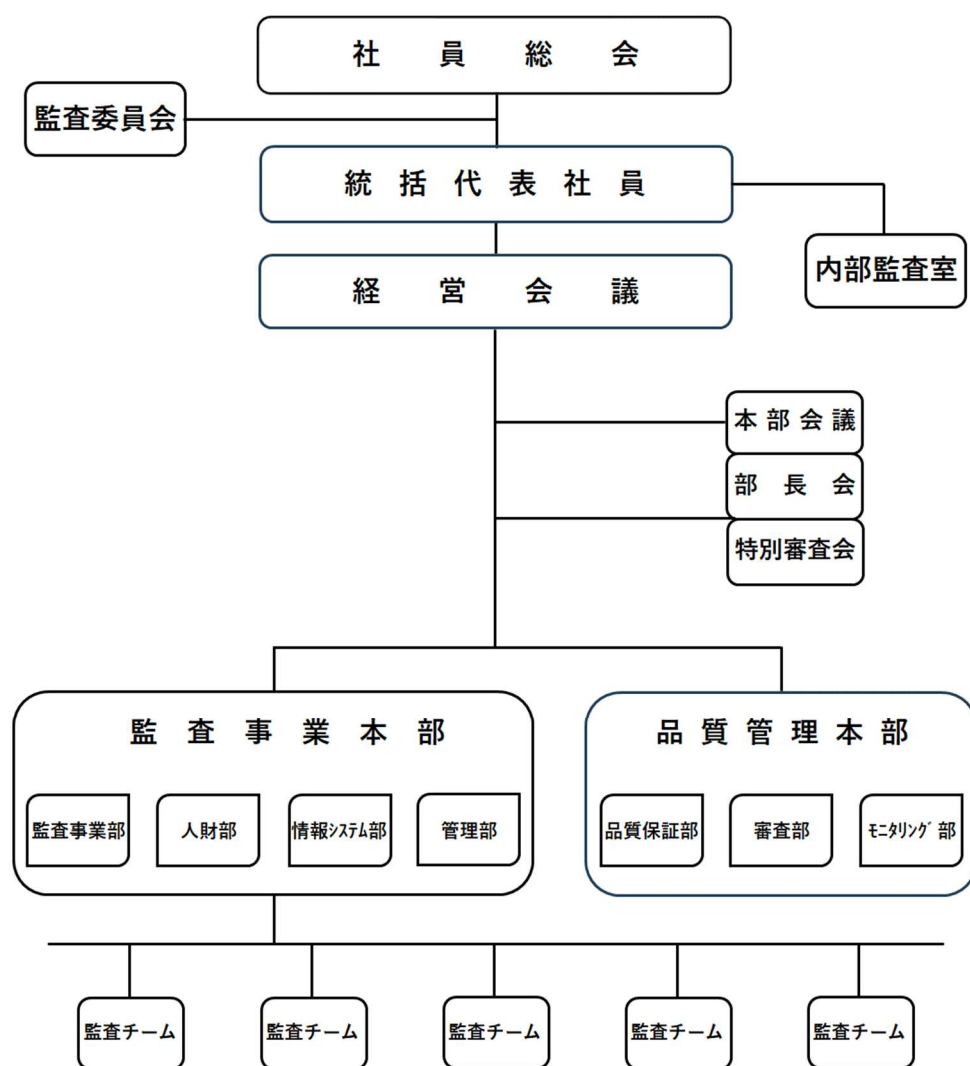 社員総会
監査委員会
統括代表社員
内部監査室
経営会議
本部会議
部長会
特別審査会
監査事業本部
監査事業部
人財部
情報ｼｽﾃﾑ部
管理部
品質管理本部
品質保証部
審査部
ﾓﾆﾀﾘﾝｸﾞ部
監査チーム
監査チーム
監査チーム
監査チーム
監査チーム